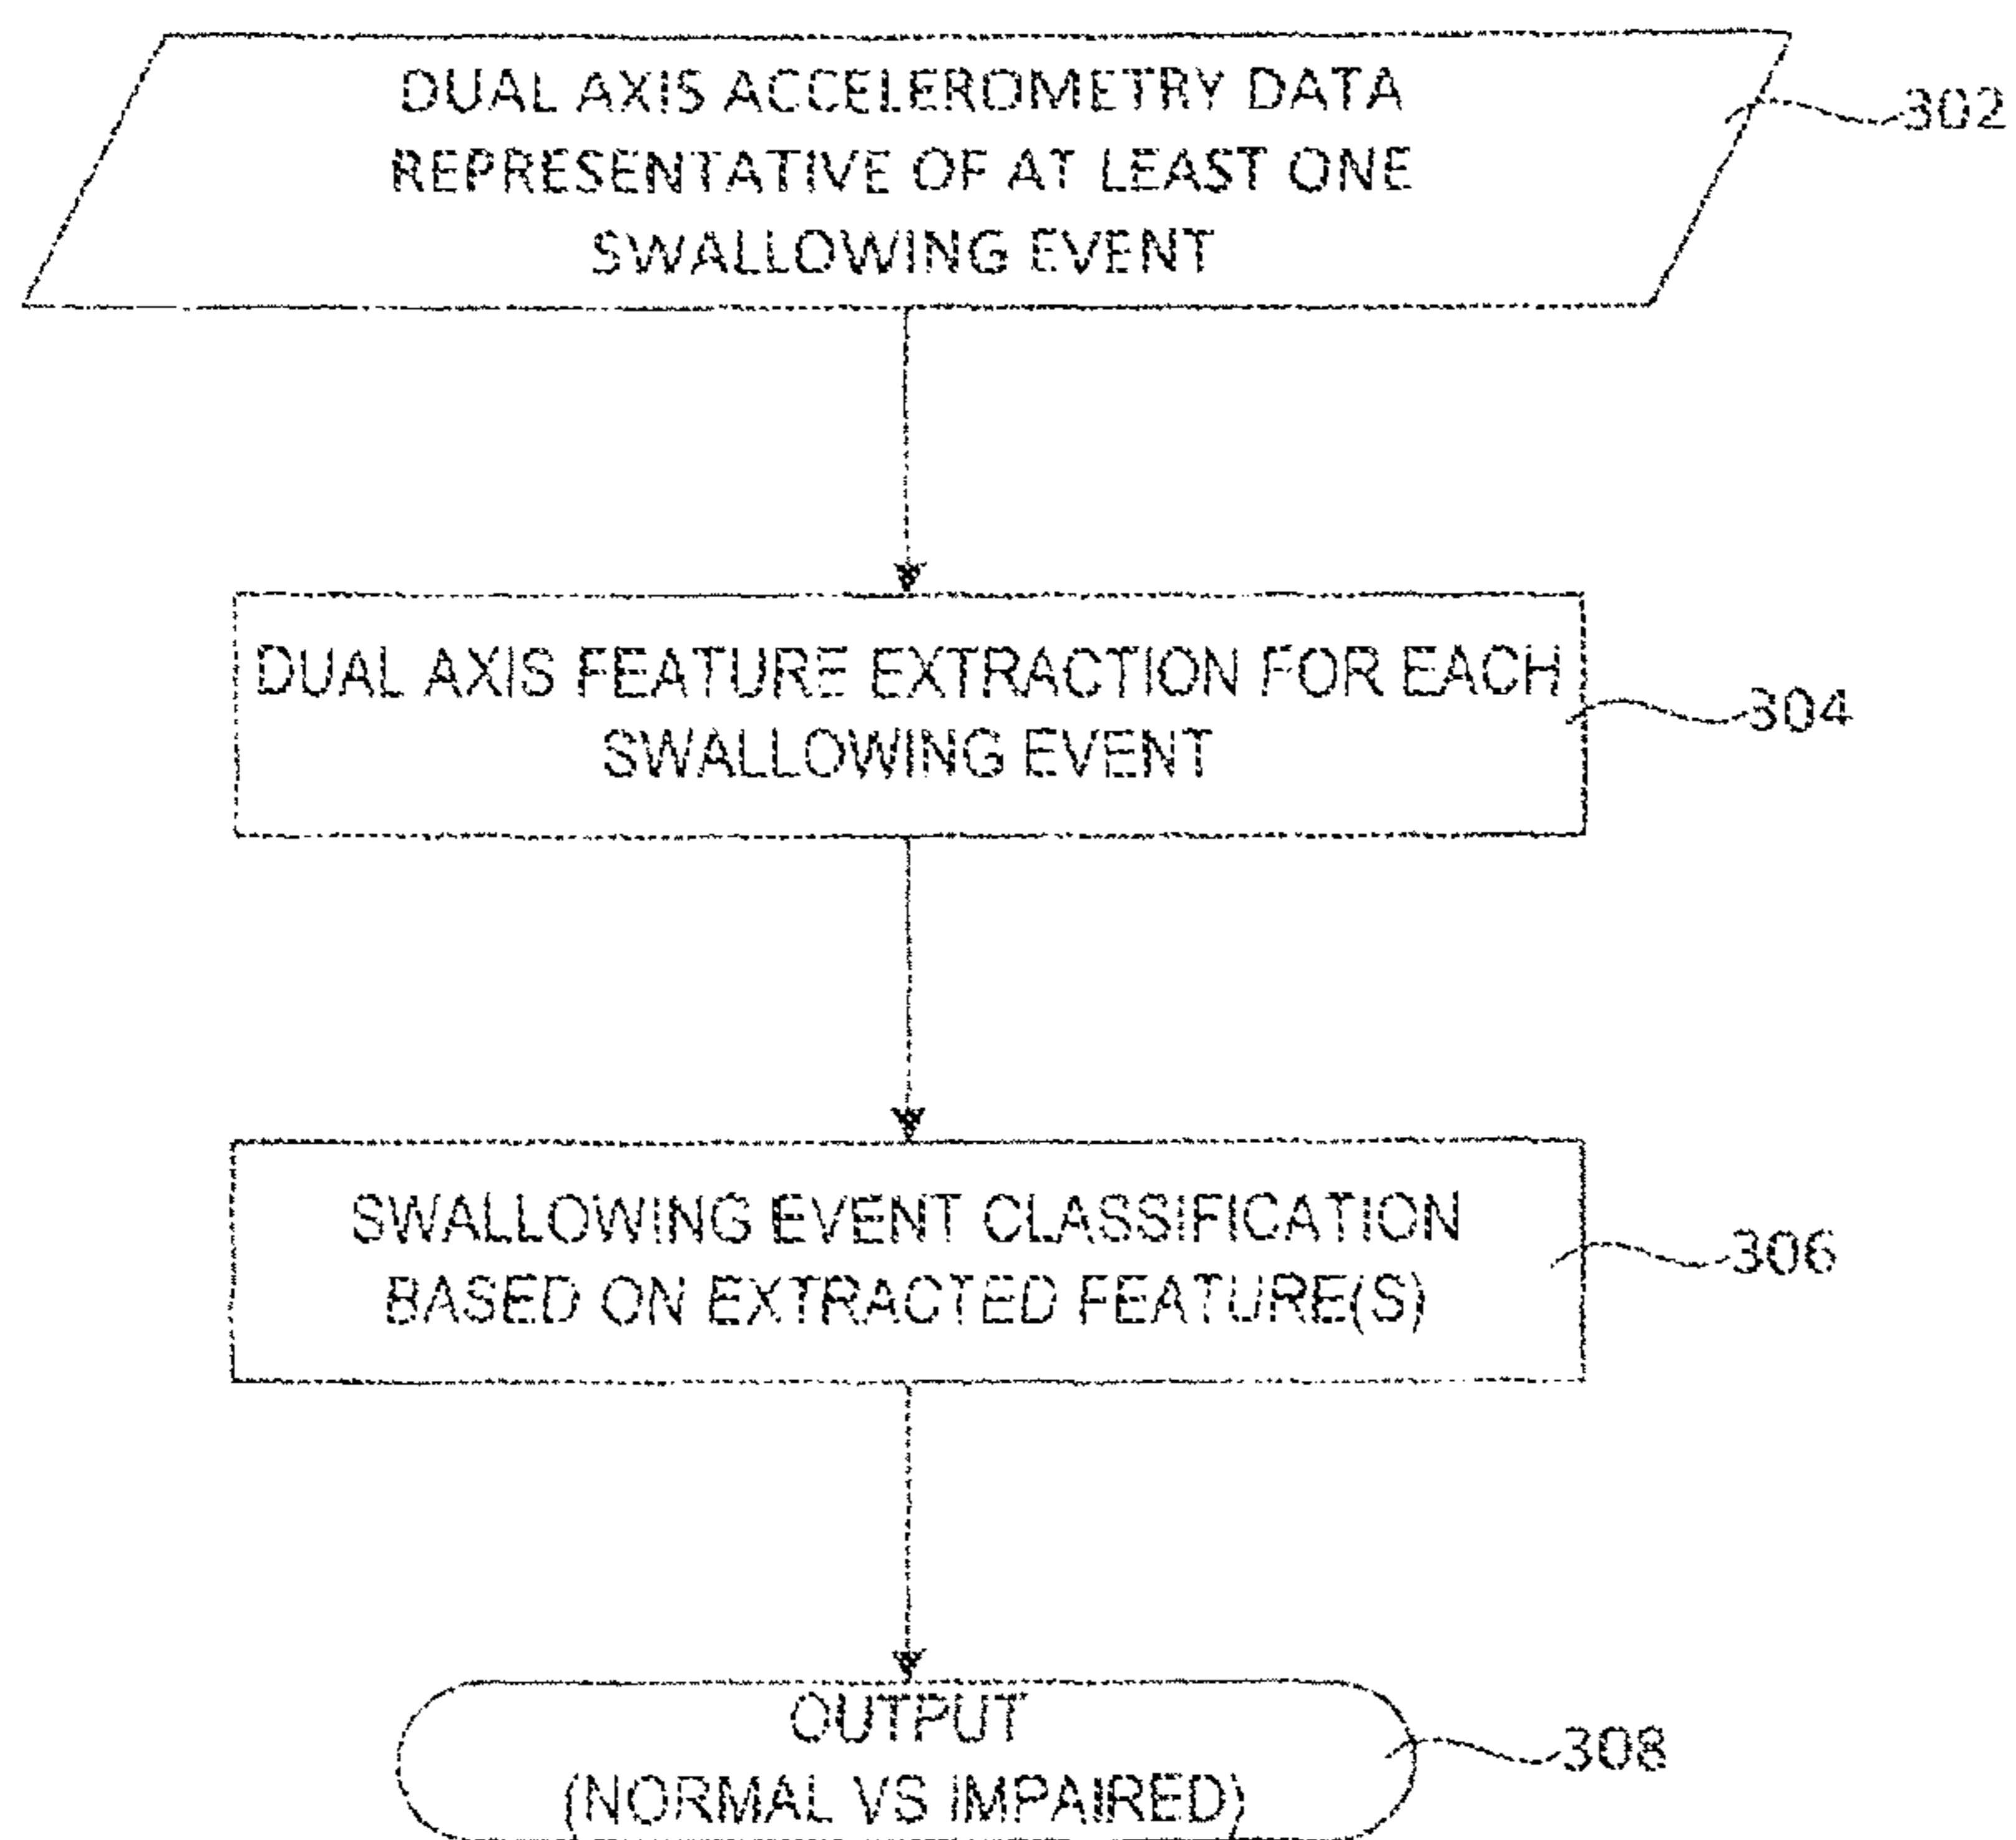 DUAL AXIS ACCELEROMETRY DATA
REPRESENTATIVE OF AT LEAST ONE
SWALLOWING EVENT
302
DUAL AXIS FEATURE EXTRACTION FOR EACH
SWALLOWING EVENT
304
SWALLOWING EVENT CLASSIFICATION
BASED ON EXTRACTED FEATURE(S)
306
OUTPUT
(NORMAL VS IMPAIRED)
308